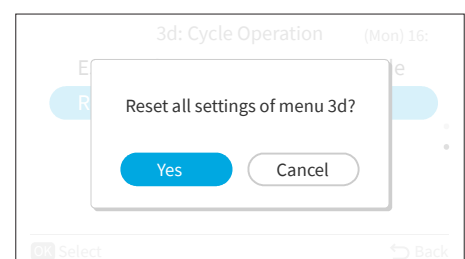 3d: Cycle Operation (Mon) 16:
E e
R
Reset all settings of menu 3d?
Yes Cancel
OK Select Back